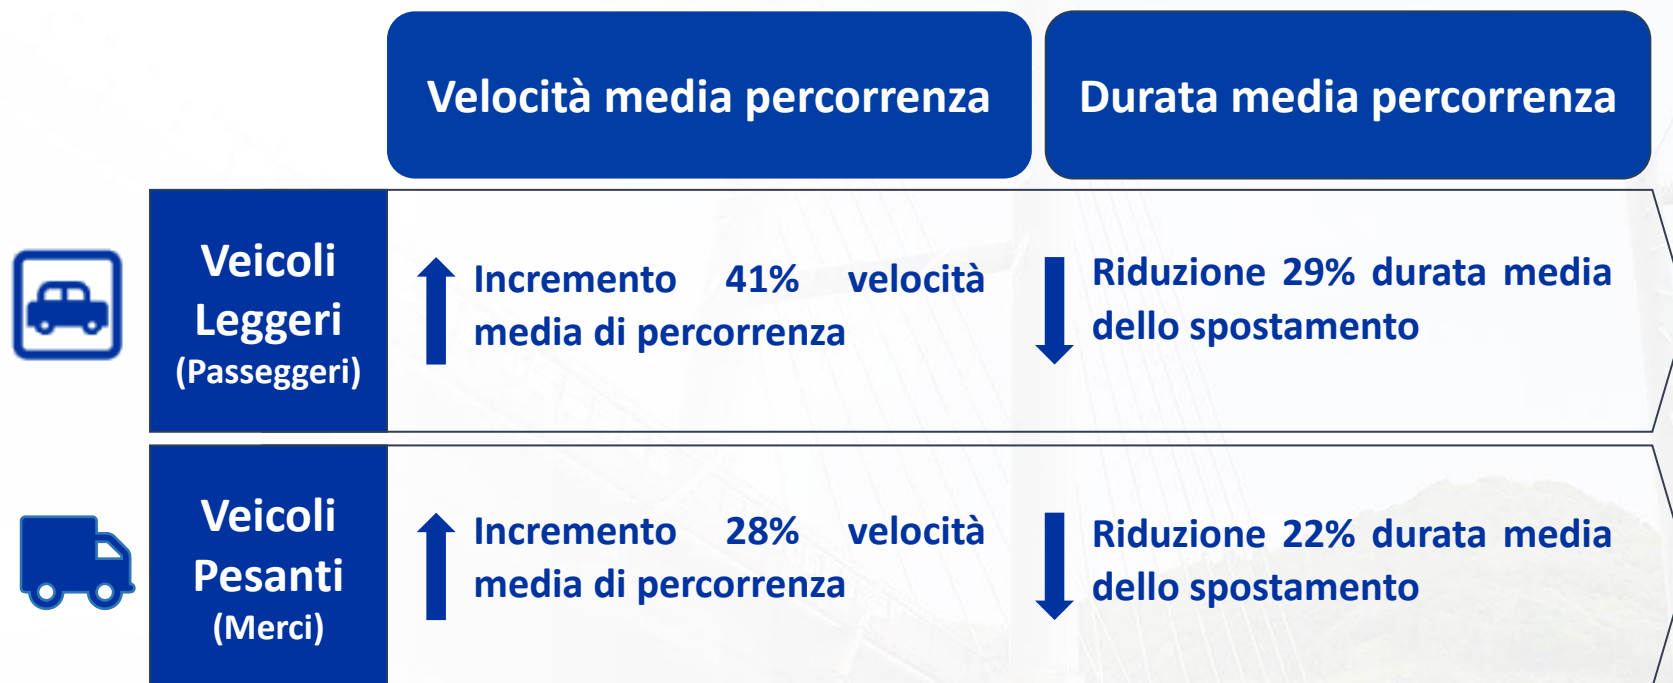 Velocità media percorrenza
Durata media percorrenza
Veicoli
Leggeri
(Passeggeri)
Incremento 41% velocità
media di percorrenza
Riduzione 29% durata media
dello spostamento
Veicoli
Pesanti
(Merci)
Incremento 28% velocità
media di percorrenza
Riduzione 22% durata media
dello spostamento